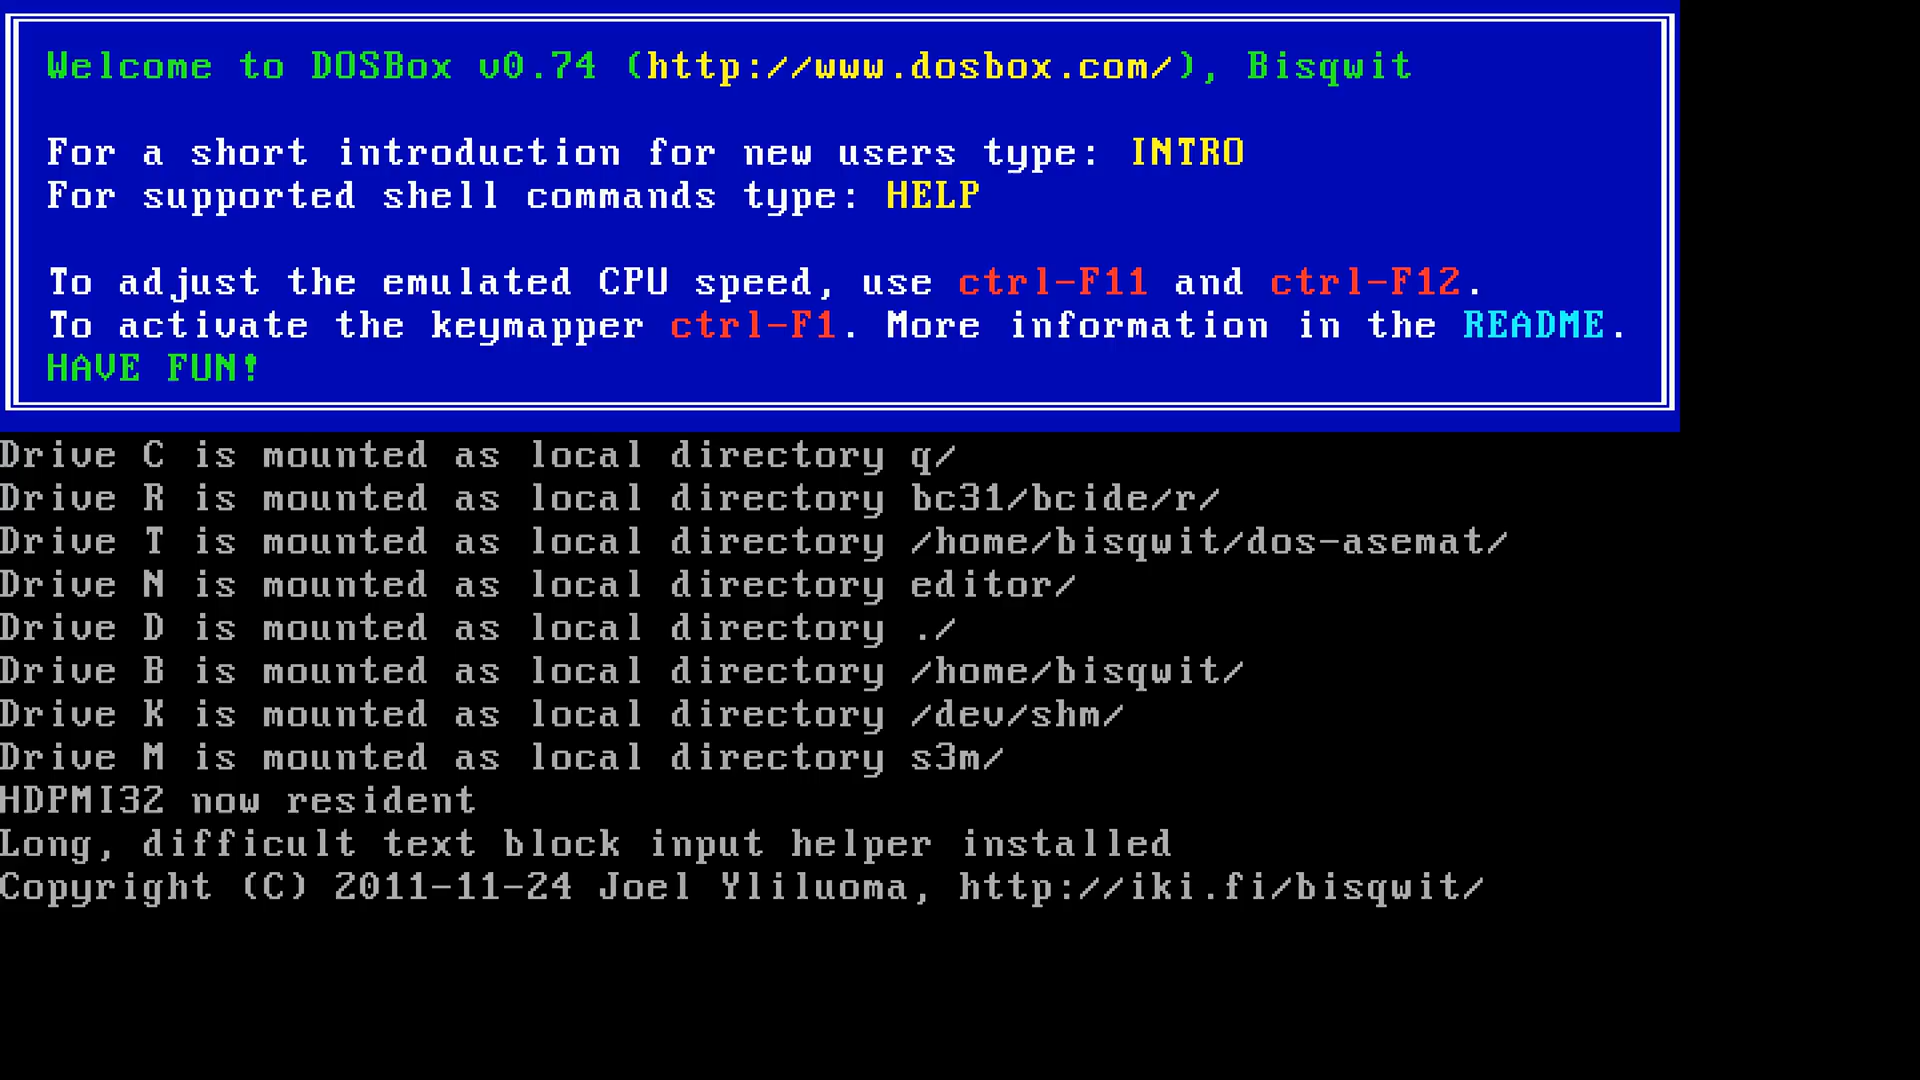 Welcome to DOSBox v0.74 (http://www.dosbox.com/), Bisqwit
For a short introduction for new users type: INTRO
For supported shell commands type: HELP
To adjust the emulated CPU speed, use ctrl-F11 and ctrl-F12.
To activate the keymapper ctrl-F1. More information in the README.
HAVE FUN!
Drive C is mounted as local directory q/
Drive R is mounted as local directory bc31/bcide/r/
Drive T is mounted as local directory /home/bisqwit/dos-asemat/
Drive N is mounted as local directory editor/
Drive D is mounted as local directory ./
Drive B is mounted as local directory /home/bisqwit/
Drive K is mounted as local directory /dev/shm/
Drive M is mounted as local directory s3m/
HDPMI32 now resident
Long, difficult text block input helper installed
Copyright (C) 2011-11-24 Joel Yliluoma, http://iki.fi/bisqwit/